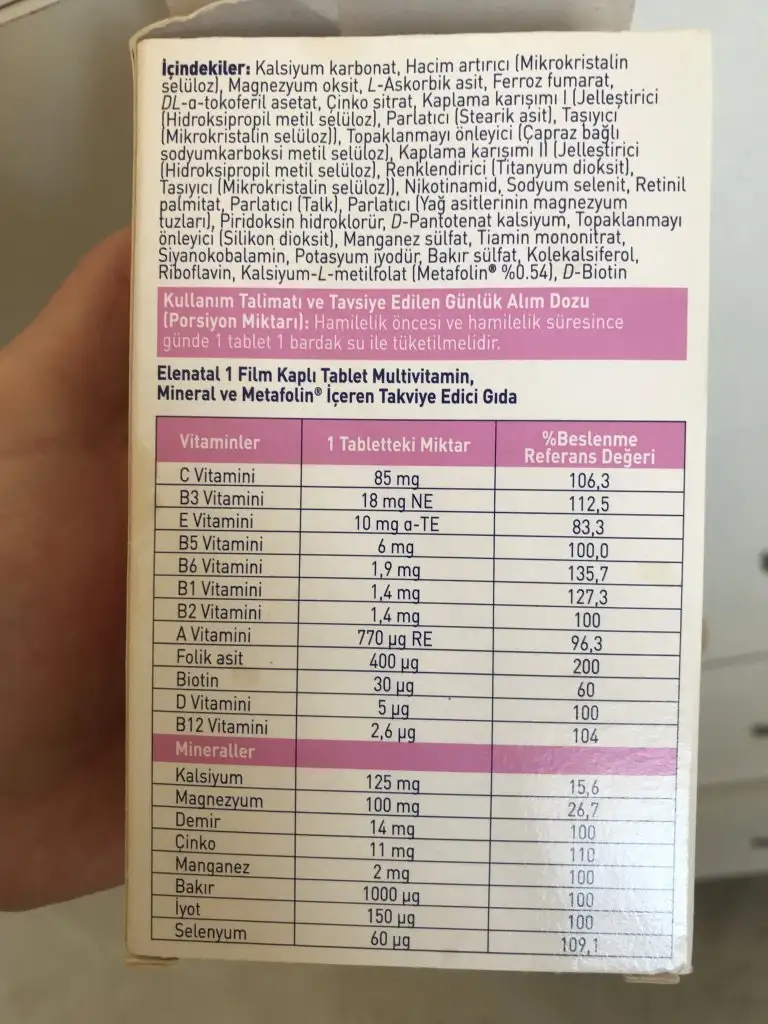 İçindekiler: Kalsiyum karbonat, Hacim artırıcı (Mikrokristalin
selüloz), Magnezyum oksit, L-Askorbik asit, Ferroz fumarat,
DL-α-tokoferil asetat, Çinko sitrat, Kaplama karışımı I (Jelleştirici
(Hidroksipropil metil selüloz), Parlatıcı (Stearik asit), Taşıyıcı
(Mikrokristalin selüloz)), Topaklanmayı önleyici (Çapraz bağlı
sodyumkarboksi metil selüloz), Kaplama karışımı II (Jelleştirici
(Hidroksipropil metil selüloz), Renklendirici (Titanyum dioksit),
Taşıyıcı (Mikrokristalin selüloz)), Nikotinamid, Sodyum selenit, Retinil
palmitat, Parlatıcı (Talk), Parlatıcı (Yağ asitlerinin magnezyum
tuzları), Piridoksin hidroklorür, D-Pantotenat kalsiyum, Topaklanmayı
önleyici (Silikon dioksit), Manganez sülfat, Tiamin mononitrat,
Siyanokobalamin, Potasyum iyodür, Bakır sülfat, Kolekalsiferol,
Riboflavin, Kalsiyum-L-metilfolat (Metafolin® %0.54), D-Biotin
Kullanım Talimatı ve Tavsiye Edilen Günlük Alım Dozu
(Porsiyon Miktarı): Hamilelik öncesi ve hamilelik süresince
günde 1 tablet 1 bardak su ile tüketilmelidir.
Elenatal 1 Film Kaplı Tablet Multivitamin,
Mineral ve Metafolin® İçeren Takviye Edici Gıda
Vitaminler 1 Tabletteki Miktar %Beslenme
Referans Değeri
C Vitamini 85 mg 106,3
B3 Vitamini 18 mg NE 112,5
E Vitamini 10 mg α-TE 83,3
B5 Vitamini 6 mg 100,0
B6 Vitamini 1,9 mg 135,7
B1 Vitamini 1,4 mg 127,3
B2 Vitamini 1,4 mg 100
A Vitamini 770 µg RE 96,3
Folik asit 400 µg 200
Biotin 30 µg 60
D Vitamini 5 µg 100
B12 Vitamini 2,6 µg 104
Mineraller
Kalsiyum 125 mg 15,6
Magnezyum 100 mg 26,7
Demir 14 mg 100
Çinko 11 mg 110
Manganez 2 mg 100
Bakır 1000 µg 100
İyot 150 µg 100
Selenyum 60 µg 109,1